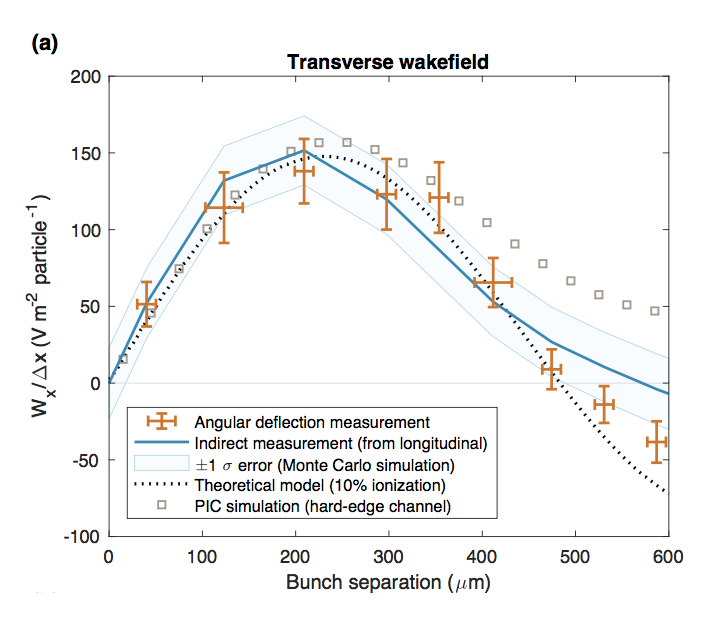 (a)
Transverse wakefield
200
150
100
50
0
-50
-100
Wx/Δx (V m-2 particle-1)
Angular deflection measurement
Indirect measurement (from longitudinal)
±1 σ error (Monte Carlo simulation)
Theoretical model (10% ionization)
PIC simulation (hard-edge channel)
0 100 200 300 400 500 600
Bunch separation (μm)